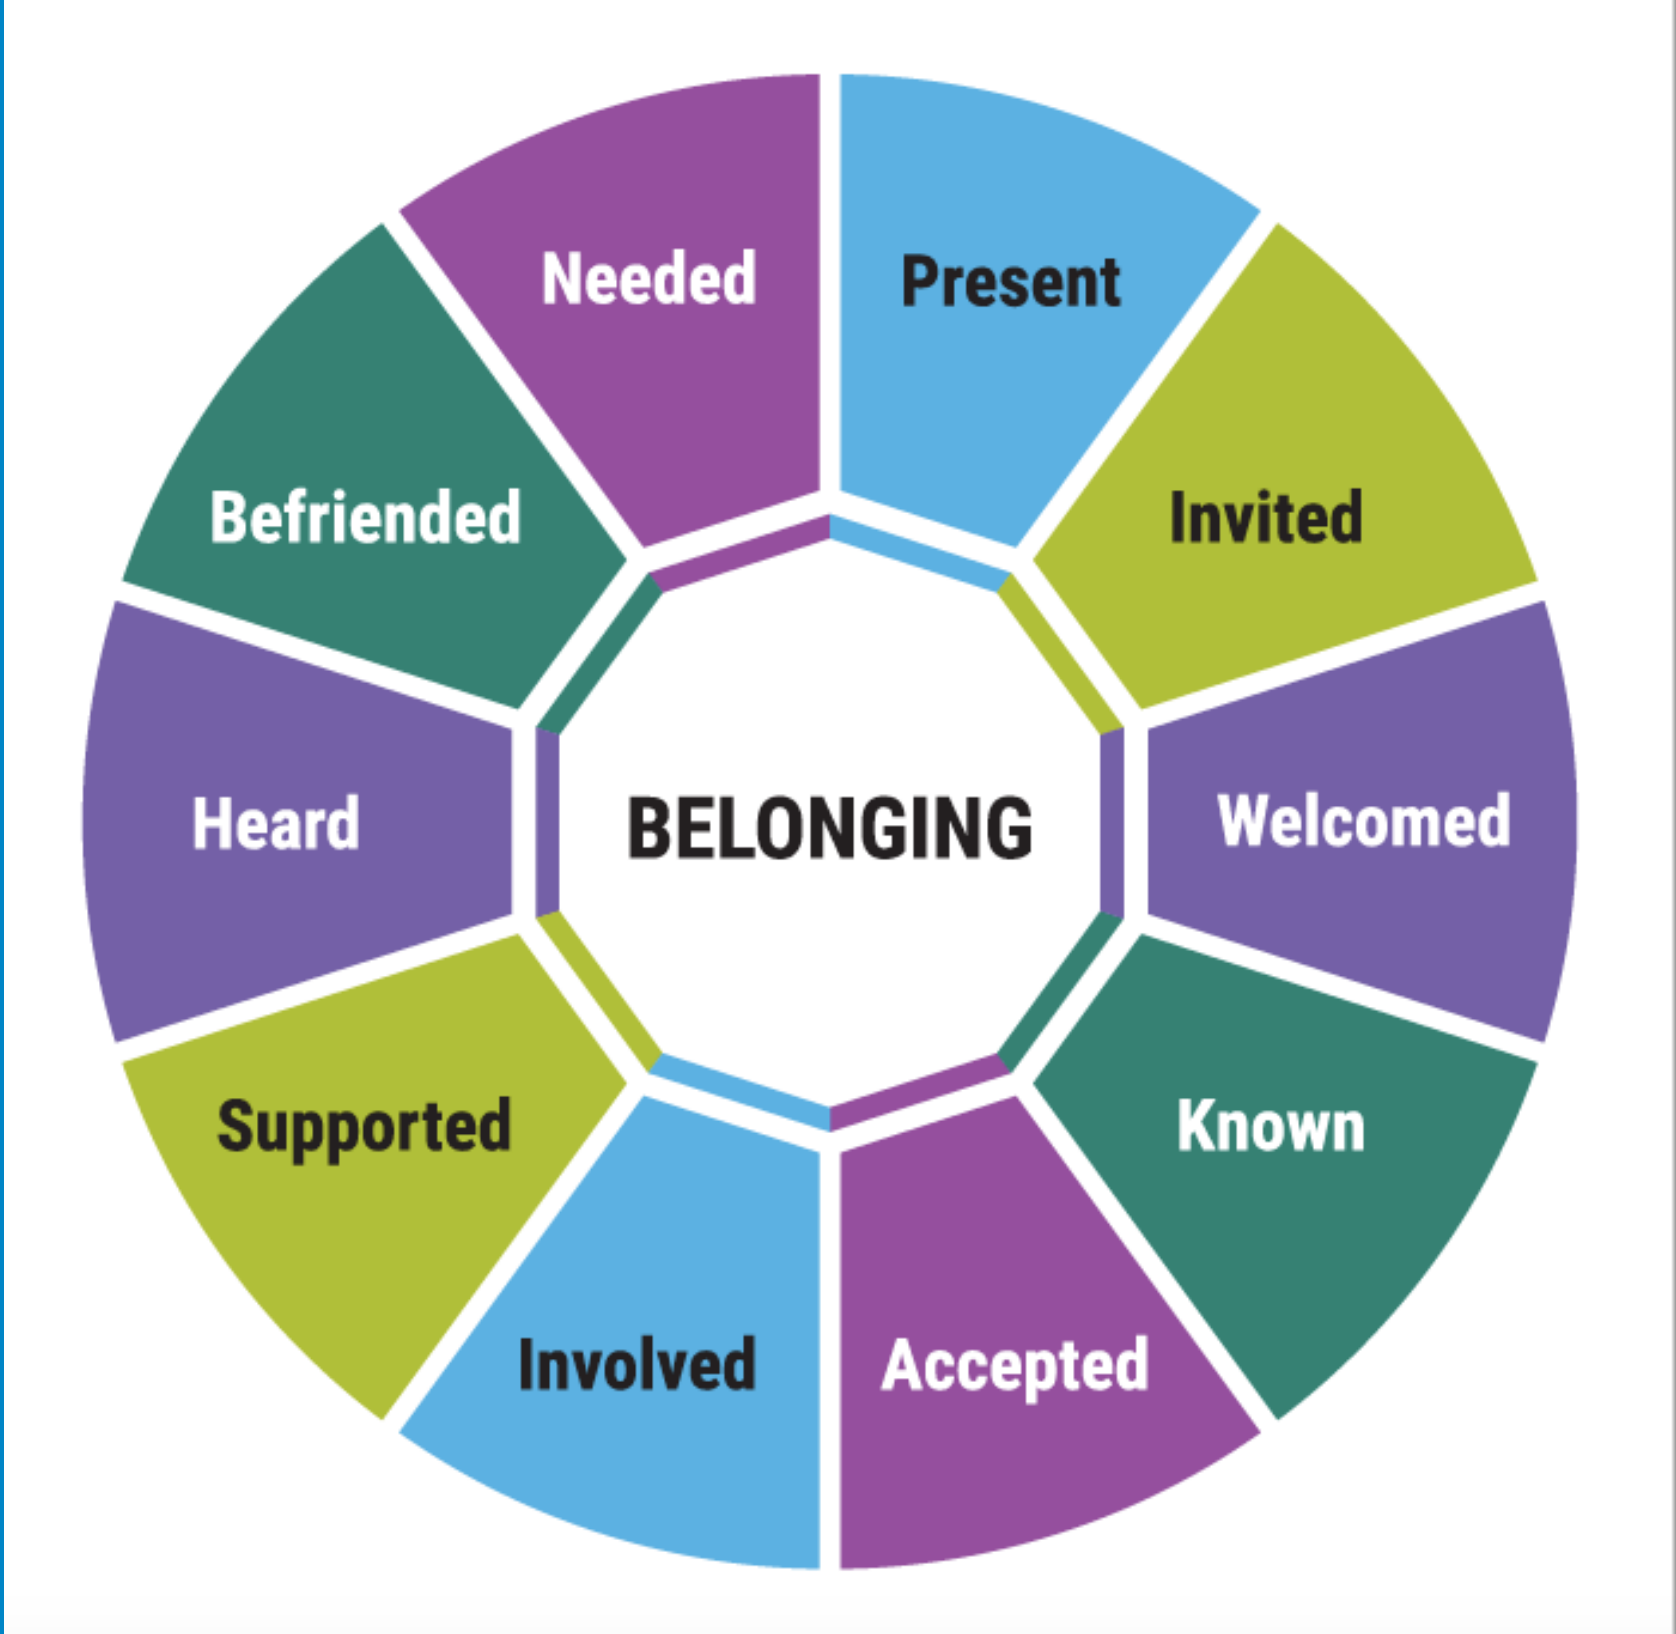 Needed
Present
Befriended
Invited
Heard
BELONGING
Welcomed
Supported
Known
Involved
Accepted